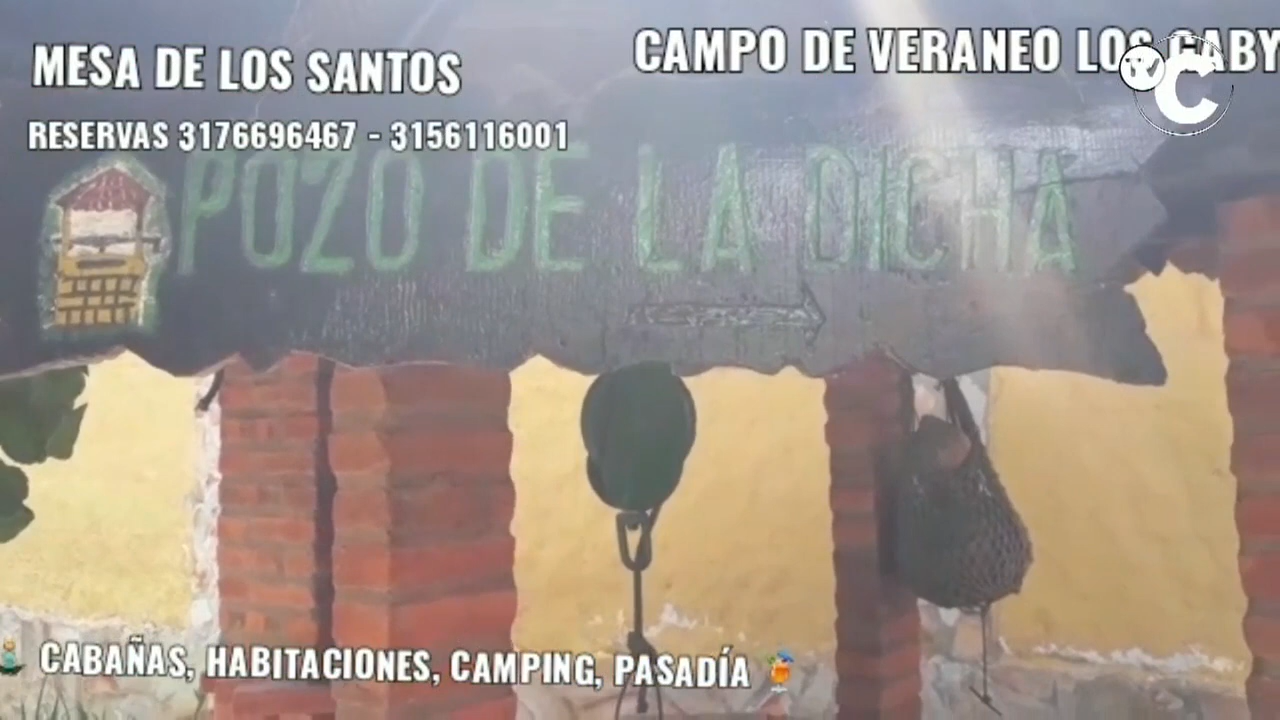 MESA DE LOS SANTOS
CAMPO DE VERANEO LOS GABY
RESERVAS 3176696467 - 3156116001
POZO DE LA DICHA
CABAÑAS, HABITACIONES, CAMPING, PASADÍA
tv C